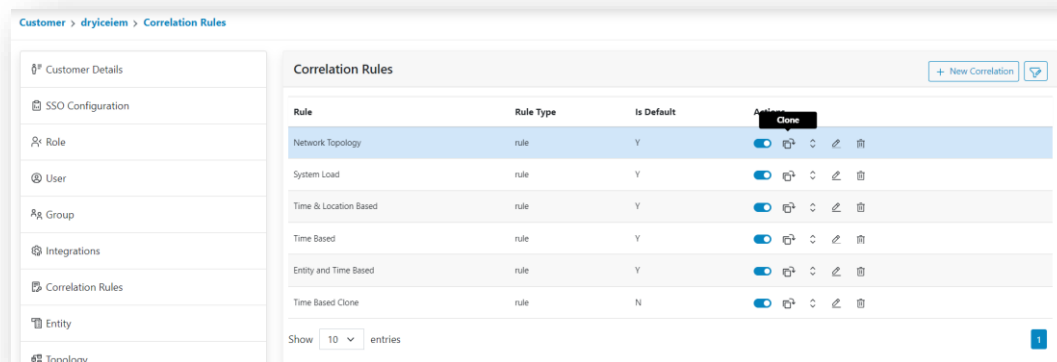 Customer > dryiceiem > Correlation Rules
Customer Details
SSO Configuration
Role
User
Group
Integrations
Correlation Rules
Entity
Topology
Correlation Rules
+ New Correlation
Rule Rule Type Is Default Actions
Clone
Network Topology rule Y
System Load rule Y
Time & Location Based rule Y
Time Based rule Y
Entity and Time Based rule Y
Time Based Clone rule N
Show 10 entries
1